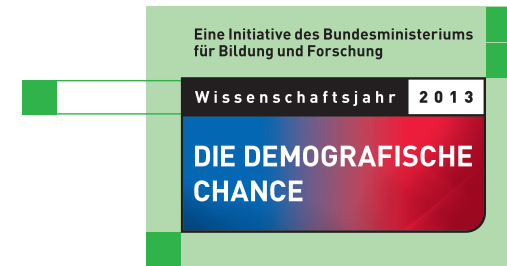 Eine Initiative des Bundesministeriums
für Bildung und Forschung
Wissenschaftsjahr 2013
DIE DEMOGRAFISCHE
CHANCE